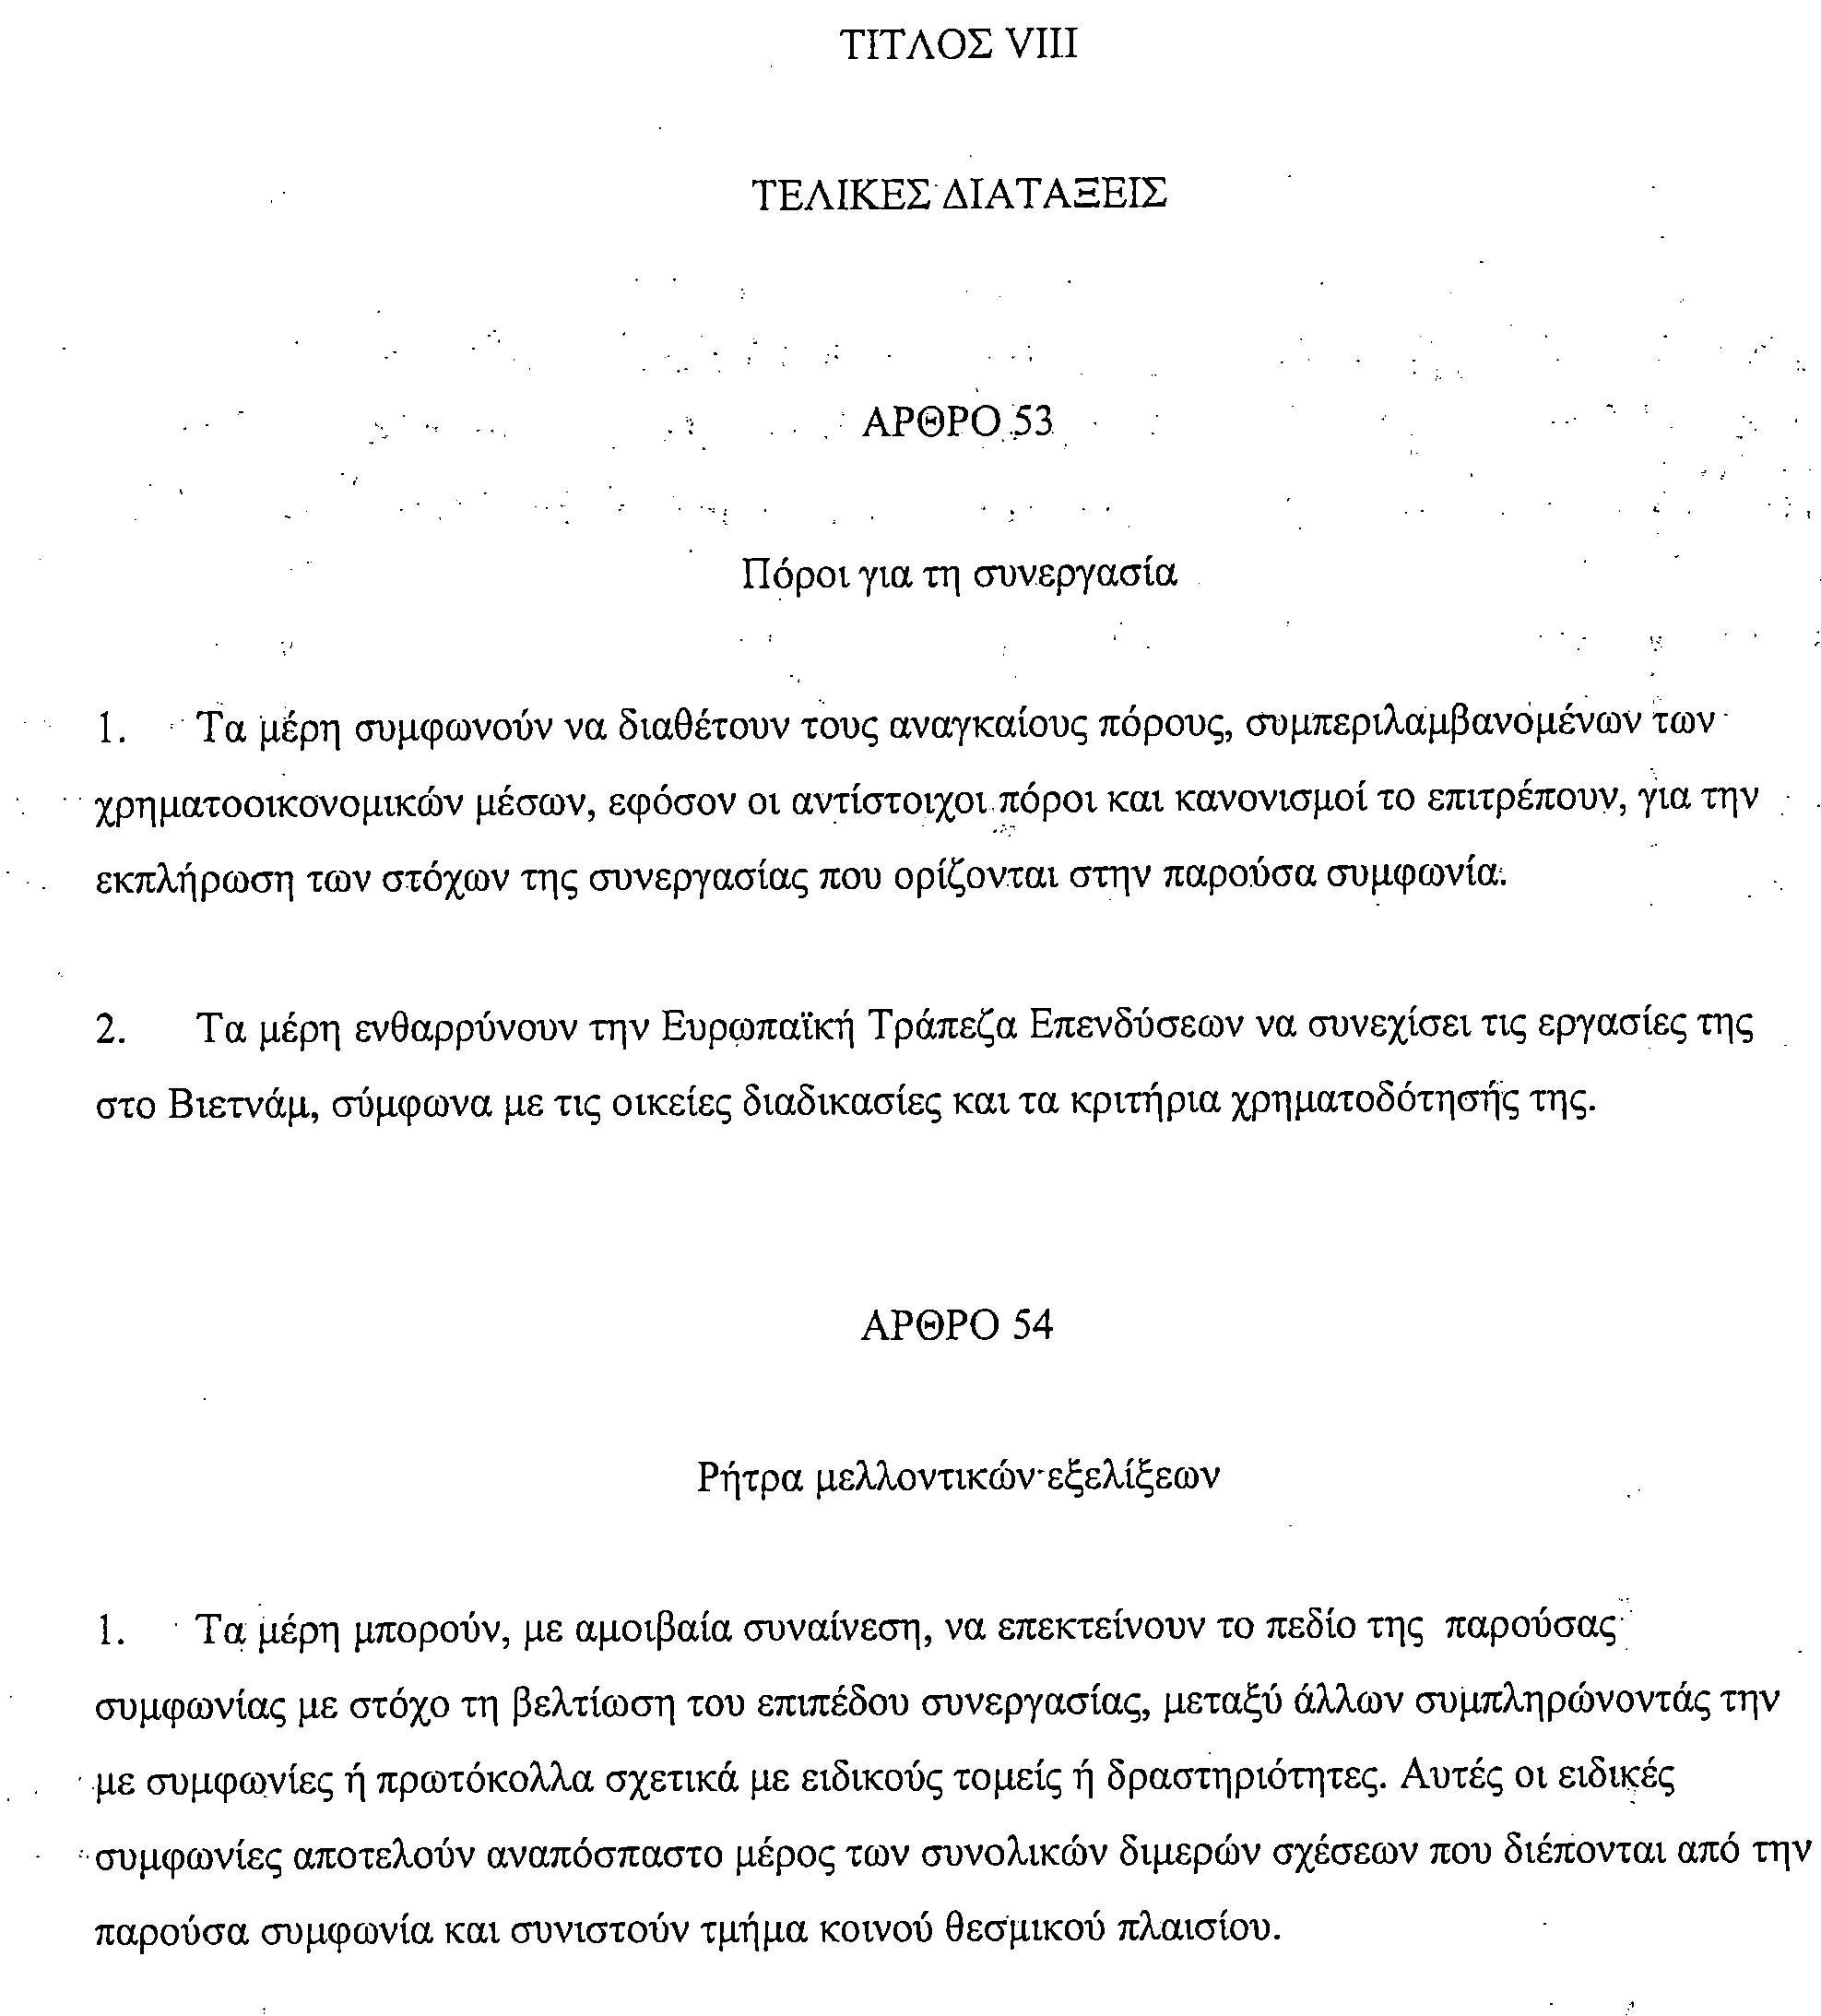 ΤΙΤΛΟΣ VIII
ΤΕΛΙΚΕΣ ΔΙΑΤΑΞΕΙΣ
ΑΡΘΡΟ 53
Πόροι για τη συνεργασία
1. Τα μέρη συμφωνούν να διαθέτουν τους αναγκαίους πόρους, συμπεριλαμβανομένων των
χρηματοοικονομικών μέσων, εφόσον οι αντίστοιχοι πόροι και κανονισμοί το επιτρέπουν, για την
εκπλήρωση των στόχων της συνεργασίας που ορίζονται στην παρούσα συμφωνία.
2. Τα μέρη ενθαρρύνουν την Ευρωπαϊκή Τράπεζα Επενδύσεων να συνεχίσει τις εργασίες της
στο Βιετνάμ, σύμφωνα με τις οικείες διαδικασίες και τα κριτήρια χρηματοδότησής της.
ΑΡΘΡΟ 54
Ρήτρα μελλοντικών εξελίξεων
1. Τα μέρη μπορούν, με αμοιβαία συναίνεση, να επεκτείνουν το πεδίο της παρούσας
συμφωνίας με στόχο τη βελτίωση του επιπέδου συνεργασίας, μεταξύ άλλων συμπληρώνοντάς την
με συμφωνίες ή πρωτόκολλα σχετικά με ειδικούς τομείς ή δραστηριότητες. Αυτές οι ειδικές
συμφωνίες αποτελούν αναπόσπαστο μέρος των συνολικών διμερών σχέσεων που διέπονται από την
παρούσα συμφωνία και συνιστούν τμήμα κοινού θεσμικού πλαισίου.